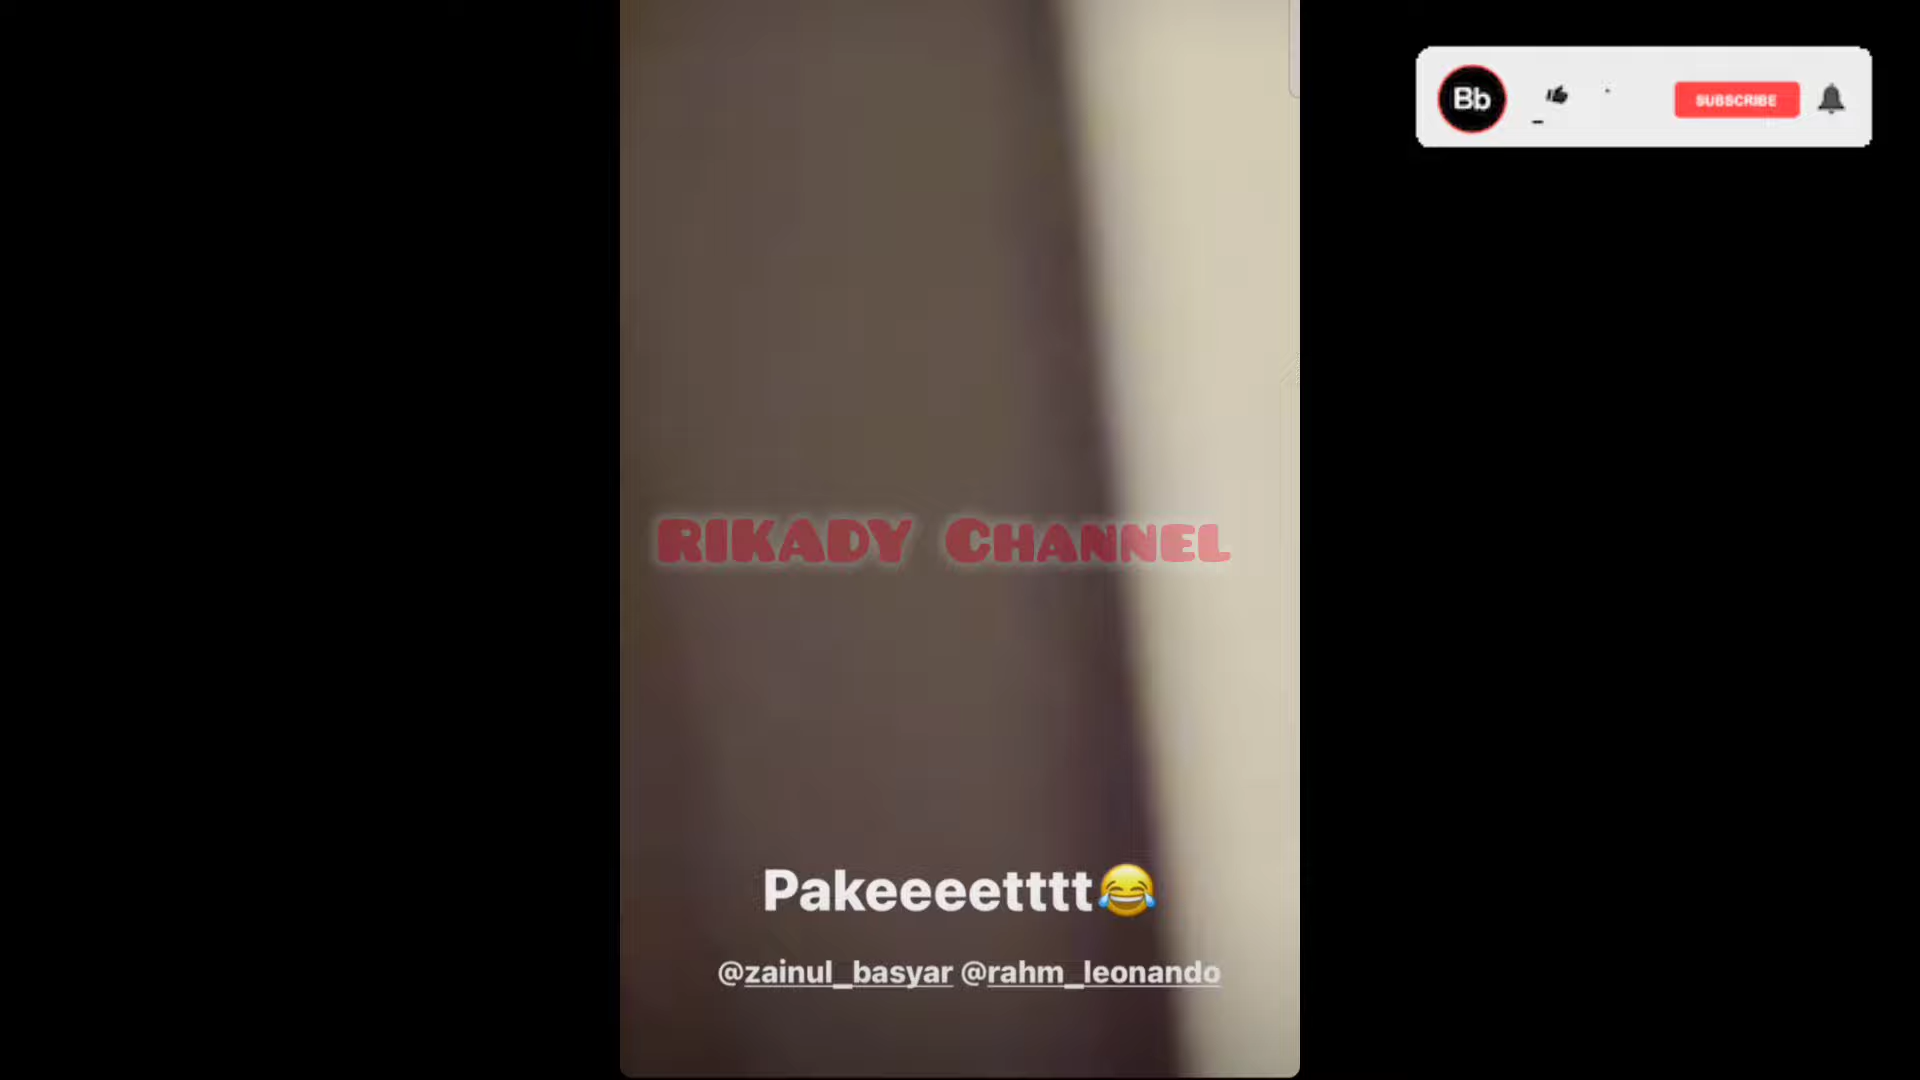 Bb
SUBSCRIBE
RIKADY CHANNEL
Pakeeeetttt😂
@zainul_basyar @rahm_leonando